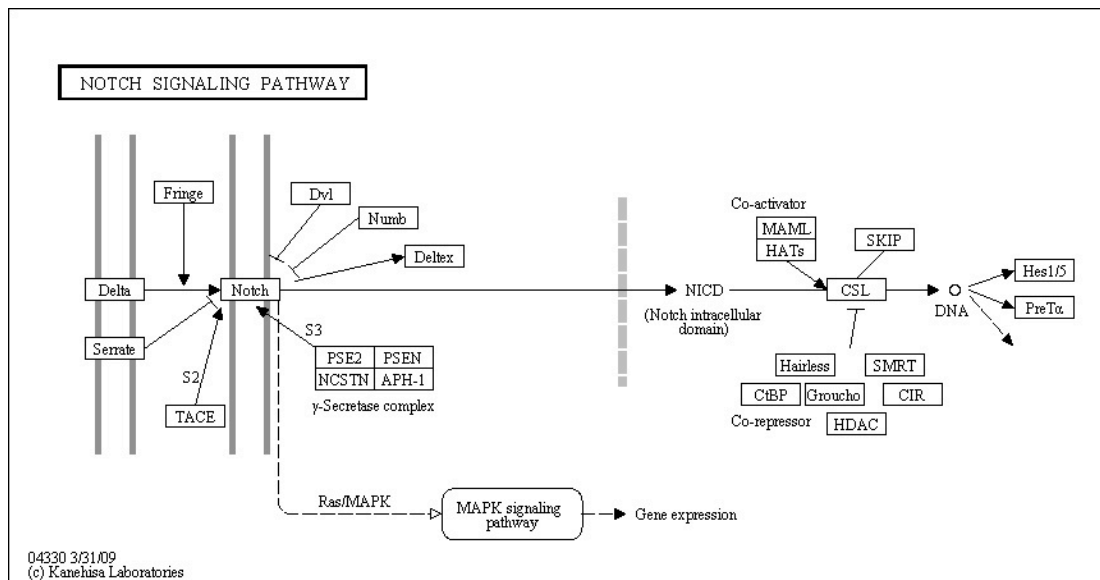 NOTCH SIGNALING PATHWAY
Fringe
Dvl
Numb
Deltex
Delta
Notch
Serrate
S2
TACE
S3
PSE2 PSEN
NCSTN APH-1
γ-Secretase complex
NICD
(Notch intracellular
domain)
Co-activator
MAML
HATs
SKIP
CSL
DNA
Hes1/5
PreTα
Hairless
SMRT
CtBP
Groucho
CIR
Co-repressor
HDAC
Ras/MAPK
MAPK signaling
pathway
Gene expression
04330 3/31/09
(c) Kanehisa Laboratories